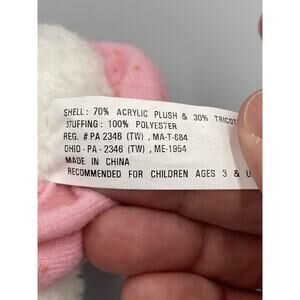 SHELL: 70% ACRYLIC PLUSH & 30% TRICOT
STUFFING: 100% POLYESTER
REG. # PA 2346 (TW) , MA-T-884
OHIO - PA - 2346 (TW) , ME-1954
MADE IN CHINA
RECOMMENDED FOR CHILDREN AGES 3 & U